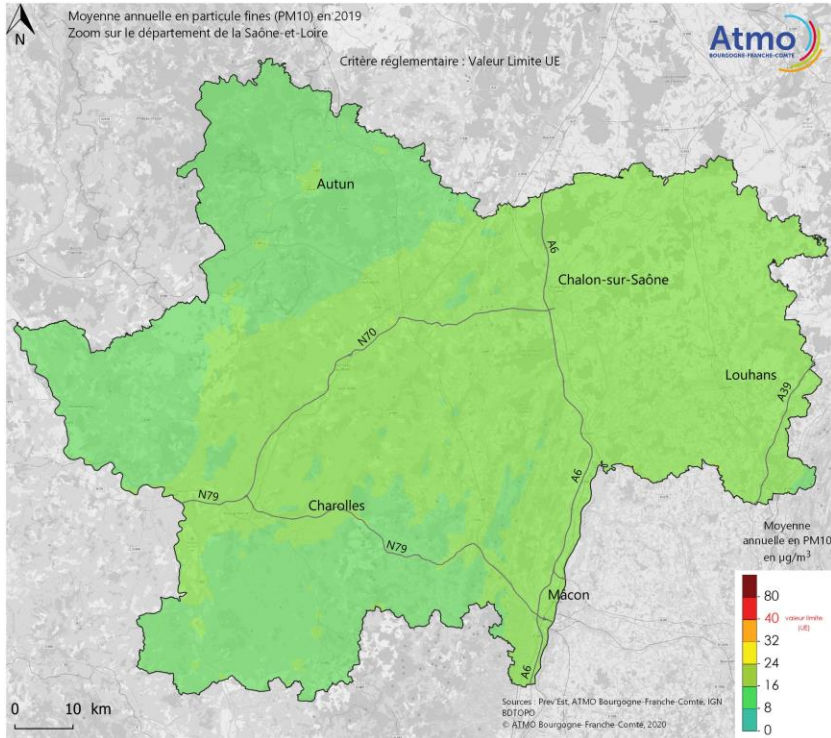 Moyenne annuelle en particule fines (PM10) en 2019
Zoom sur le département de la Saône-et-Loire
N
Critère réglementaire : Valeur Limite UE
Atmo
BOURGOGNE-FRANCHE-COMTÉ
Autun
A6
Chalon-sur-Saône
N70
Louhans
A39
A6
N79
Charolles
N79
Macon
A6
Moyenne
annuelle en PM10
en µg/m³
80
40 valeur limite
(UE)
32
24
16
8
0
0 10 km
Sources : Prev'Est, ATMO Bourgogne-Franche-Comté, IGN
BDTOPO
© ATMO Bourgogne-Franche-Comté, 2020